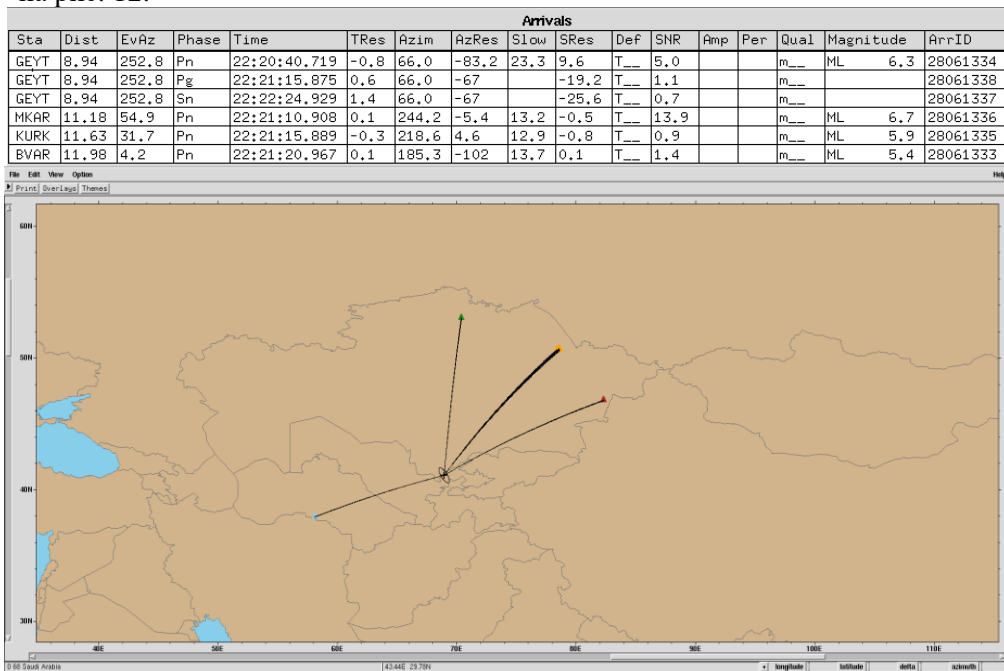 Arrivals
Sta Dist EvAz Phase Time TRes Azim AzRes Slow SRes Def SNR Amp Per Qual Magnitude ArrID
GEYT 8.94 252.8 Pn 22:20:40.719 -0.8 66.0 -83.2 23.3 9.6 T__ 5.0 m__ ML 6.3 28061334
GEYT 8.94 252.8 Pg 22:21:15.875 0.6 66.0 -67 -19.2 T__ 1.1 m__ 28061338
GEYT 8.94 252.8 Sn 22:22:24.929 1.4 66.0 -67 -25.6 T__ 0.7 m__ 28061337
MKAR 11.18 54.9 Pn 22:21:10.908 0.1 244.2 -5.4 13.2 -0.5 T__ 13.9 m__ ML 6.7 28061336
KURK 11.63 31.7 Pn 22:21:15.889 -0.3 218.6 4.6 12.9 -0.8 T__ 0.9 m__ ML 5.9 28061335
BVAR 11.98 4.2 Pn 22:21:20.967 0.1 185.3 -102 13.7 0.1 T__ 1.4 m__ ML 5.4 28061333
File Edit View Option Help
Print Overlays Themes
60N
50N
40N
30N
40E 50E 60E 70E 80E 90E 100E 110E
0.68 Saudi Arabia 43.44E 29.78N longitude latitude delta azimuth